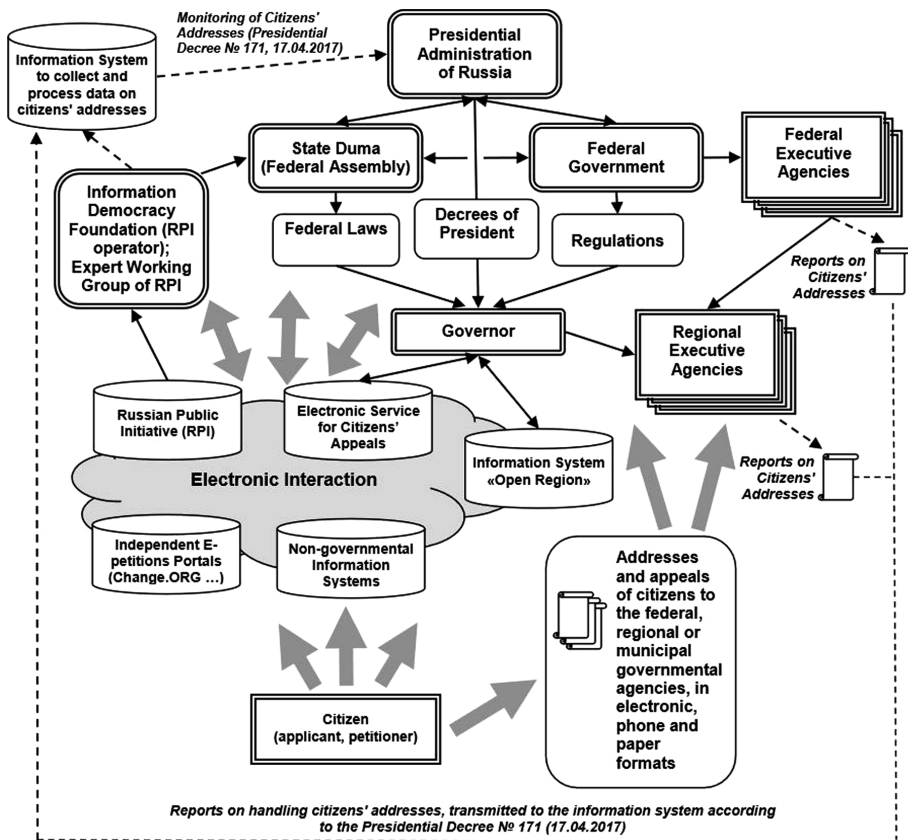 Monitoring of Citizens'
Addresses (Presidential
Decree № 171, 17.04.2017)
Presidential
Administration
of Russia
Information System
to collect and
process data on
citizens' addresses
State Duma
(Federal Assembly)
Federal
Government
Federal
Executive
Agencies
Information
Democracy
Foundation (RPI
operator);
Expert Working
Group of RPI
Federal Laws
Decrees of
President
Regulations
Reports on
Citizens'
Addresses
Governor
Regional
Executive
Agencies
Russian Public
Initiative (RPI)
Electronic Service
for Citizens'
Appeals
Information System
«Open Region»
Reports on
Citizens'
Addresses
Electronic Interaction
Independent E-
petitions Portals
(Change.ORG ...)
Non-governmental
Information
Systems
Addresses
and appeals
of citizens to
the federal,
regional or
municipal
governmental
agencies, in
electronic,
phone and
paper
formats
Citizen
(applicant, petitioner)
Reports on handling citizens' addresses, transmitted to the information system according
to the Presidential Decree № 171 (17.04.2017)